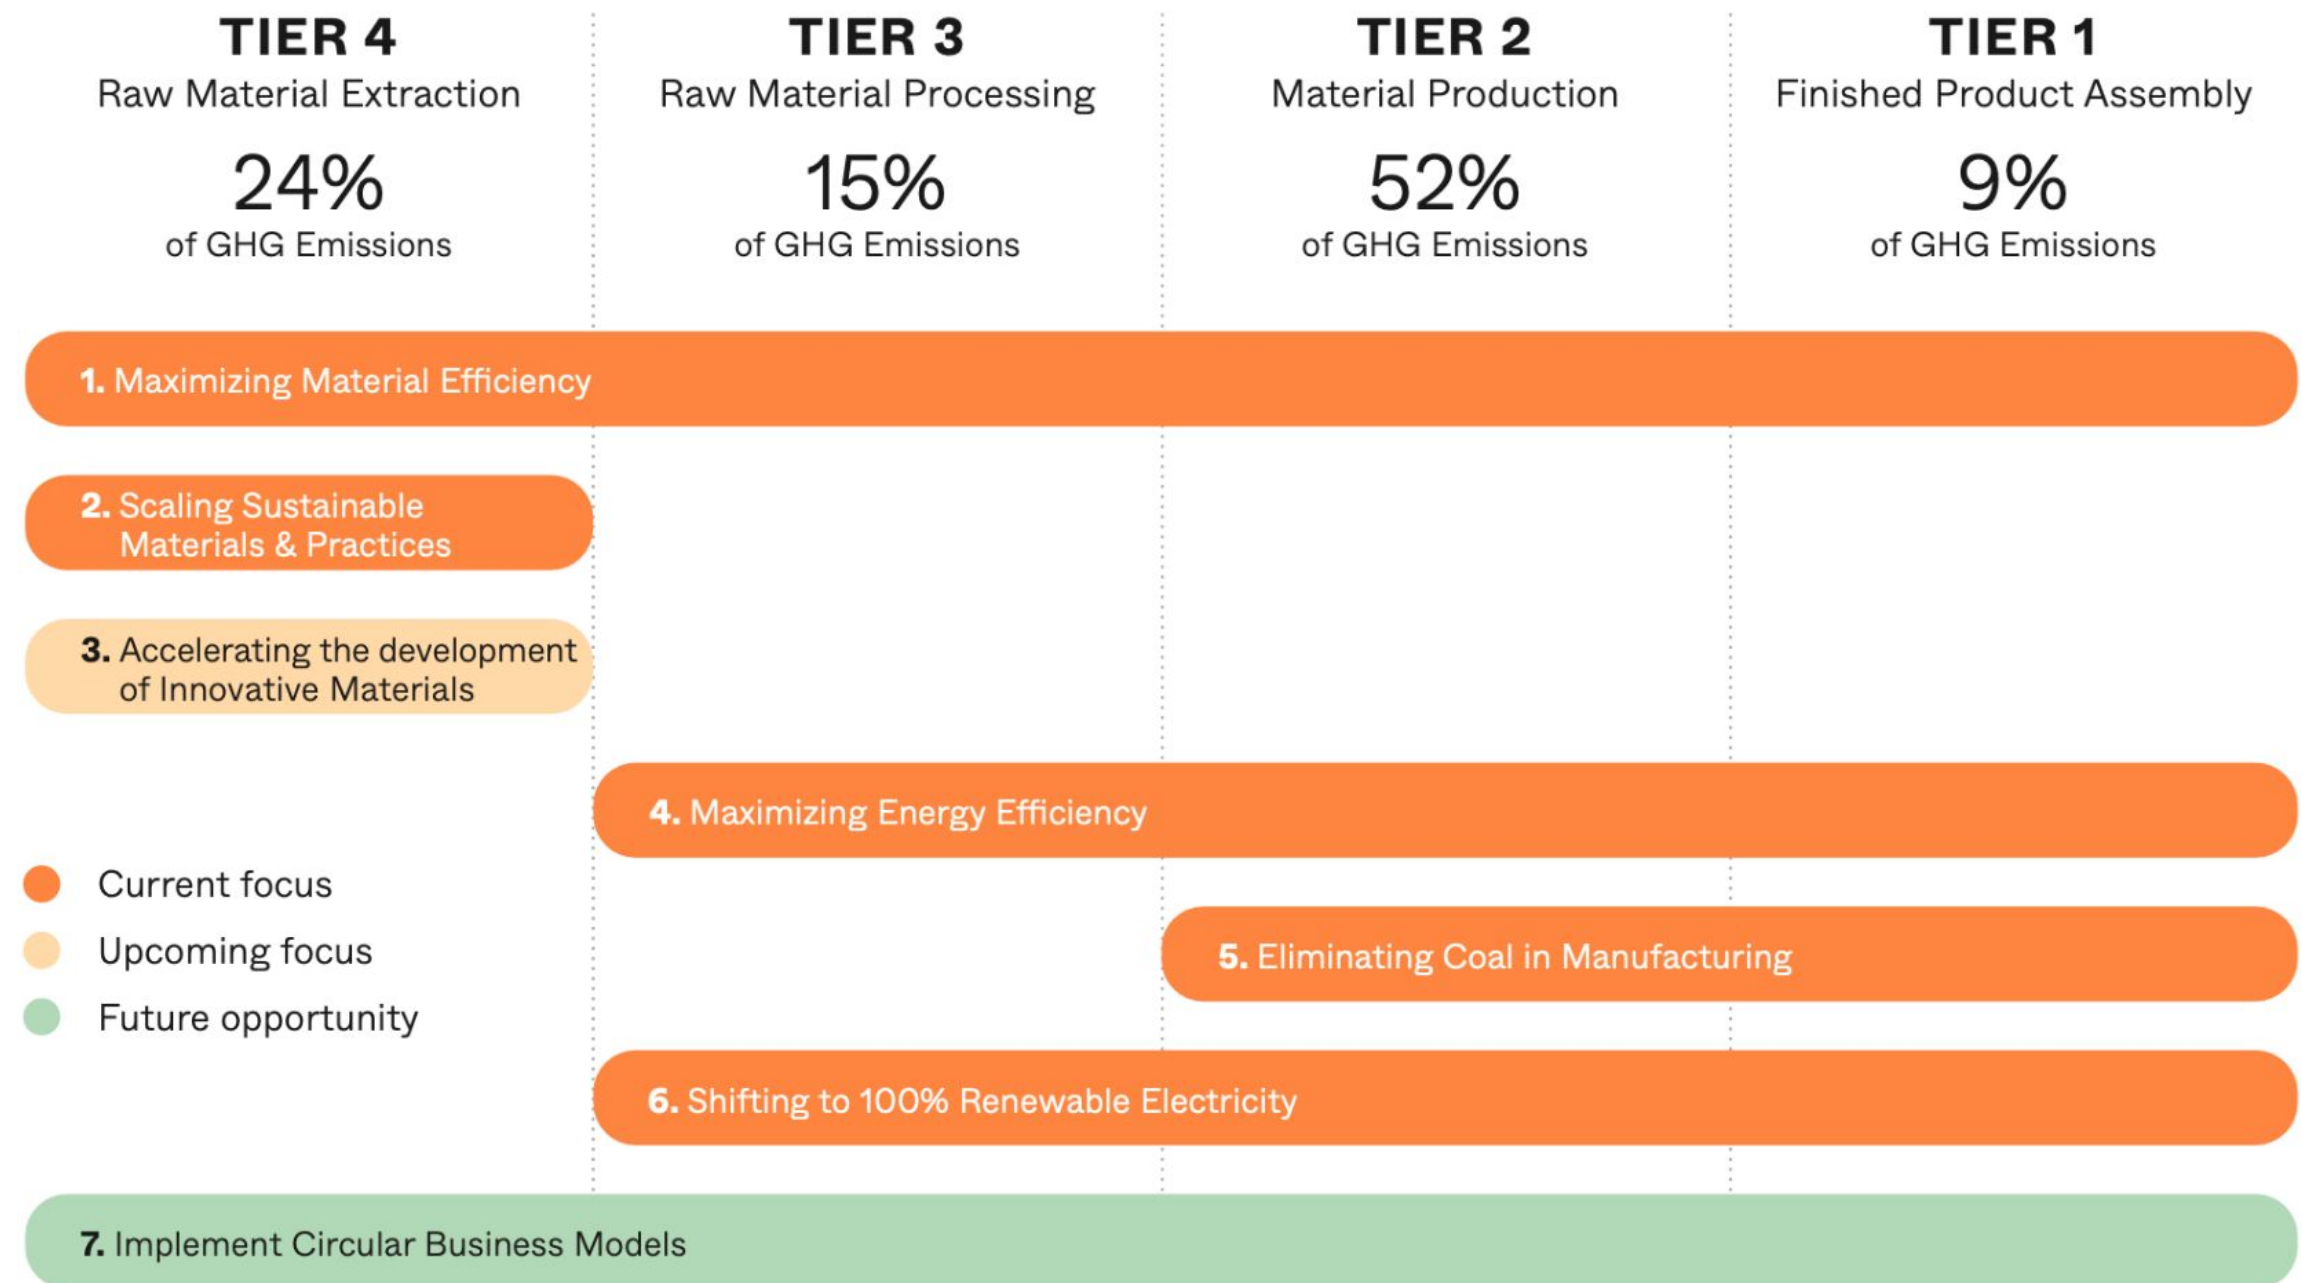 TIER 4
Raw Material Extraction
24%
of GHG Emissions
TIER 3
Raw Material Processing
15%
of GHG Emissions
TIER 2
Material Production
52%
of GHG Emissions
TIER 1
Finished Product Assembly
9%
of GHG Emissions
1. Maximizing Material Efficiency
2. Scaling Sustainable
Materials & Practices
3. Accelerating the development
of Innovative Materials
4. Maximizing Energy Efficiency
5. Eliminating Coal in Manufacturing
6. Shifting to 100% Renewable Electricity
7. Implement Circular Business Models
Current focus
Upcoming focus
Future opportunity